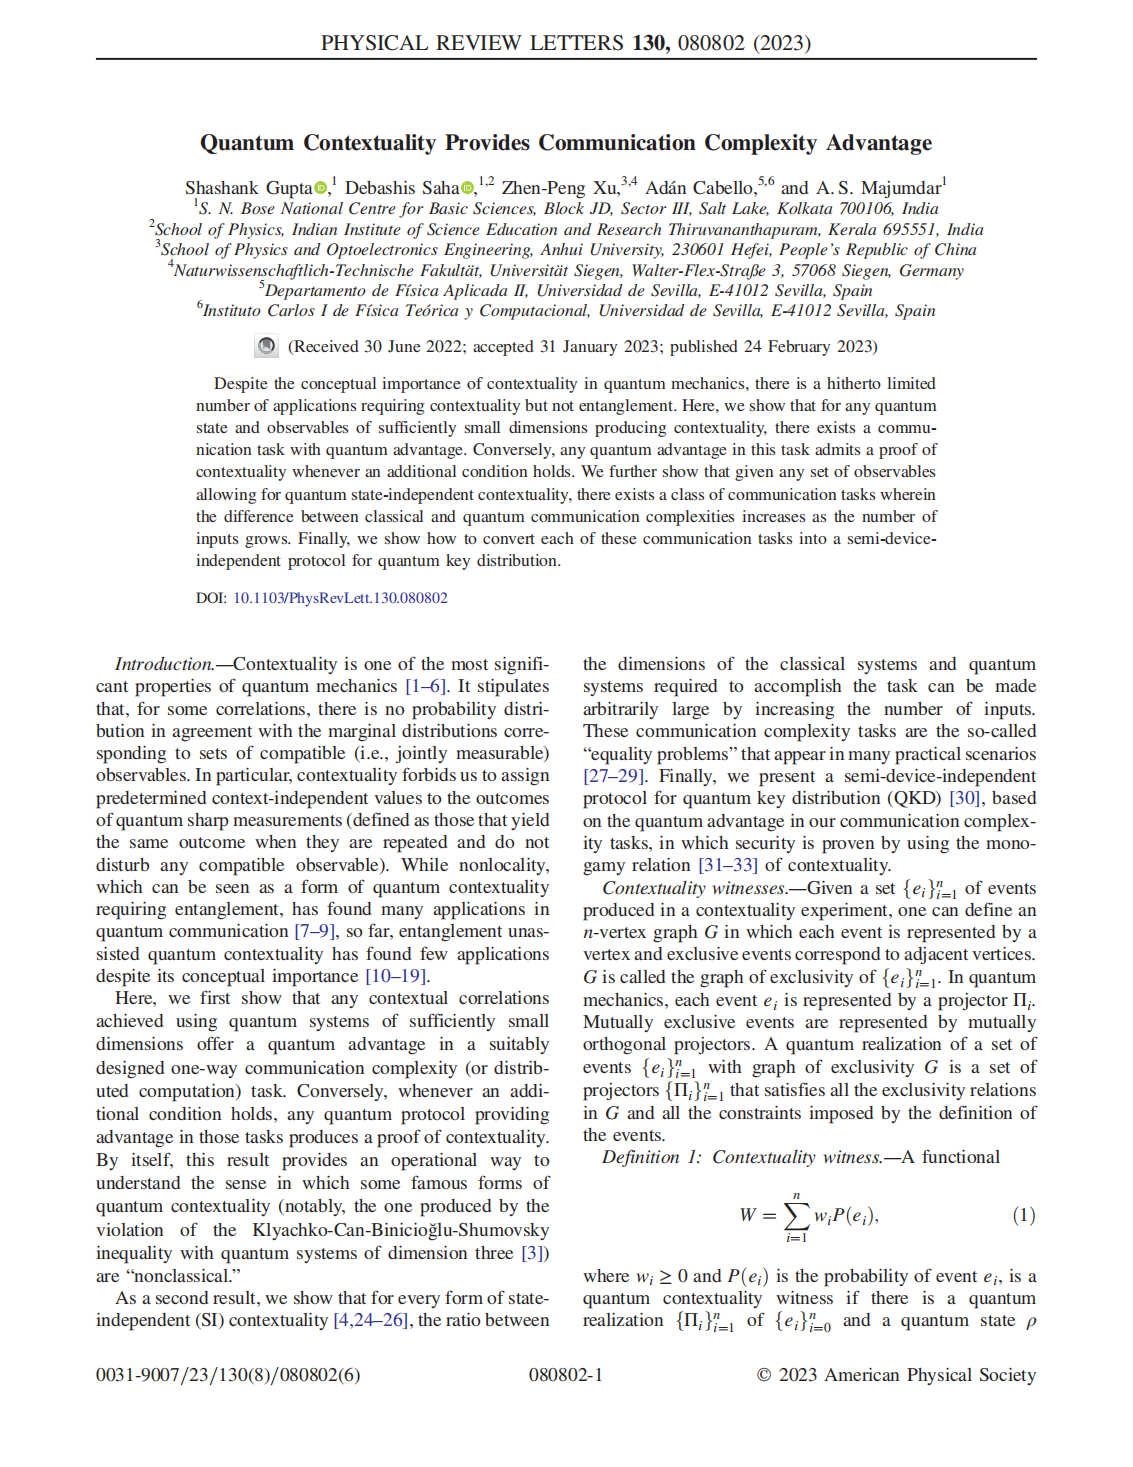 PHYSICAL REVIEW LETTERS 130, 080802 (2023)
Quantum Contextuality Provides Communication Complexity Advantage
Shashank Gupta,1 Debashis Saha,1,2 Zhen-Peng Xu,3,4 Adán Cabello,5,6 and A. S. Majumdar1
1S. N. Bose National Centre for Basic Sciences, Block JD, Sector III, Salt Lake, Kolkata 700106, India
2School of Physics, Indian Institute of Science Education and Research Thiruvananthapuram, Kerala 695551, India
3School of Physics and Optoelectronics Engineering, Anhui University, 230601 Hefei, People's Republic of China
4Naturwissenschaftlich-Technische Fakultät, Universität Siegen, Walter-Flex-Straße 3, 57068 Siegen, Germany
5Departamento de Física Aplicada II, Universidad de Sevilla, E-41012 Sevilla, Spain
6Instituto Carlos I de Física Teórica y Computacional, Universidad de Sevilla, E-41012 Sevilla, Spain
(Received 30 June 2022; accepted 31 January 2023; published 24 February 2023)
Despite the conceptual importance of contextuality in quantum mechanics, there is a hitherto limited
number of applications requiring contextuality but not entanglement. Here, we show that for any quantum
state and observables of sufficiently small dimensions producing contextuality, there exists a commu-
nication task with quantum advantage. Conversely, any quantum advantage in this task admits a proof of
contextuality whenever an additional condition holds. We further show that given any set of observables
allowing for quantum state-independent contextuality, there exists a class of communication tasks wherein
the difference between classical and quantum communication complexities increases as the number of
inputs grows. Finally, we show how to convert each of these communication tasks into a semi-device-
independent protocol for quantum key distribution.
DOI: 10.1103/PhysRevLett.130.080802
Introduction.—Contextuality is one of the most signifi-
cant properties of quantum mechanics [1–6]. It stipulates
that, for some correlations, there is no probability distri-
bution in agreement with the marginal distributions corre-
sponding to sets of compatible (i.e., jointly measurable)
observables. In particular, contextuality forbids us to assign
predetermined context-independent values to the outcomes
of quantum sharp measurements (defined as those that yield
the same outcome when they are repeated and do not
disturb any compatible observable). While nonlocality,
which can be seen as a form of quantum contextuality
requiring entanglement, has found many applications in
quantum communication [7–9], so far, entanglement unas-
sisted quantum contextuality has found few applications
despite its conceptual importance [10–19].
Here, we first show that any contextual correlations
achieved using quantum systems of sufficiently small
dimensions offer a quantum advantage in a suitably
designed one-way communication complexity (or distrib-
uted computation) task. Conversely, whenever an addi-
tional condition holds, any quantum protocol providing
advantage in those tasks produces a proof of contextuality.
By itself, this result provides an operational way to
understand the sense in which some famous forms of
quantum contextuality (notably, the one produced by the
violation of the Klyachko-Can-Binicioğlu-Shumovsky
inequality with quantum systems of dimension three [3])
are “nonclassical.”
As a second result, we show that for every form of state-
independent (SI) contextuality [4,24–26], the ratio between
the dimensions of the classical systems and quantum
systems required to accomplish the task can be made
arbitrarily large by increasing the number of inputs.
These communication complexity tasks are the so-called
“equality problems” that appear in many practical scenarios
[27–29]. Finally, we present a semi-device-independent
protocol for quantum key distribution (QKD) [30], based
on the quantum advantage in our communication complex-
ity tasks, in which security is proven by using the mono-
gamy relation [31–33] of contextuality.
Contextuality witnesses.—Given a set {e_i}_{i=1}^n of events
produced in a contextuality experiment, one can define an
n-vertex graph G in which each event is represented by a
vertex and exclusive events correspond to adjacent vertices.
G is called the graph of exclusivity of {e_i}_{i=1}^n. In quantum
mechanics, each event e_i is represented by a projector Π_i.
Mutually exclusive events are represented by mutually
orthogonal projectors. A quantum realization of a set of
events {e_i}_{i=1}^n with graph of exclusivity G is a set of
projectors {Π_i}_{i=1}^n that satisfies all the exclusivity relations
in G and all the constraints imposed by the definition of
the events.
Definition 1: Contextuality witness.—A functional
W = ∑_{i=1}^n w_i P(e_i), (1)
where w_i ≥ 0 and P(e_i) is the probability of event e_i, is a
quantum contextuality witness if there is a quantum
realization {Π_i}_{i=1}^n of {e_i}_{i=0}^n and a quantum state ρ
0031-9007/23/130(8)/080802(6)
080802-1
© 2023 American Physical Society